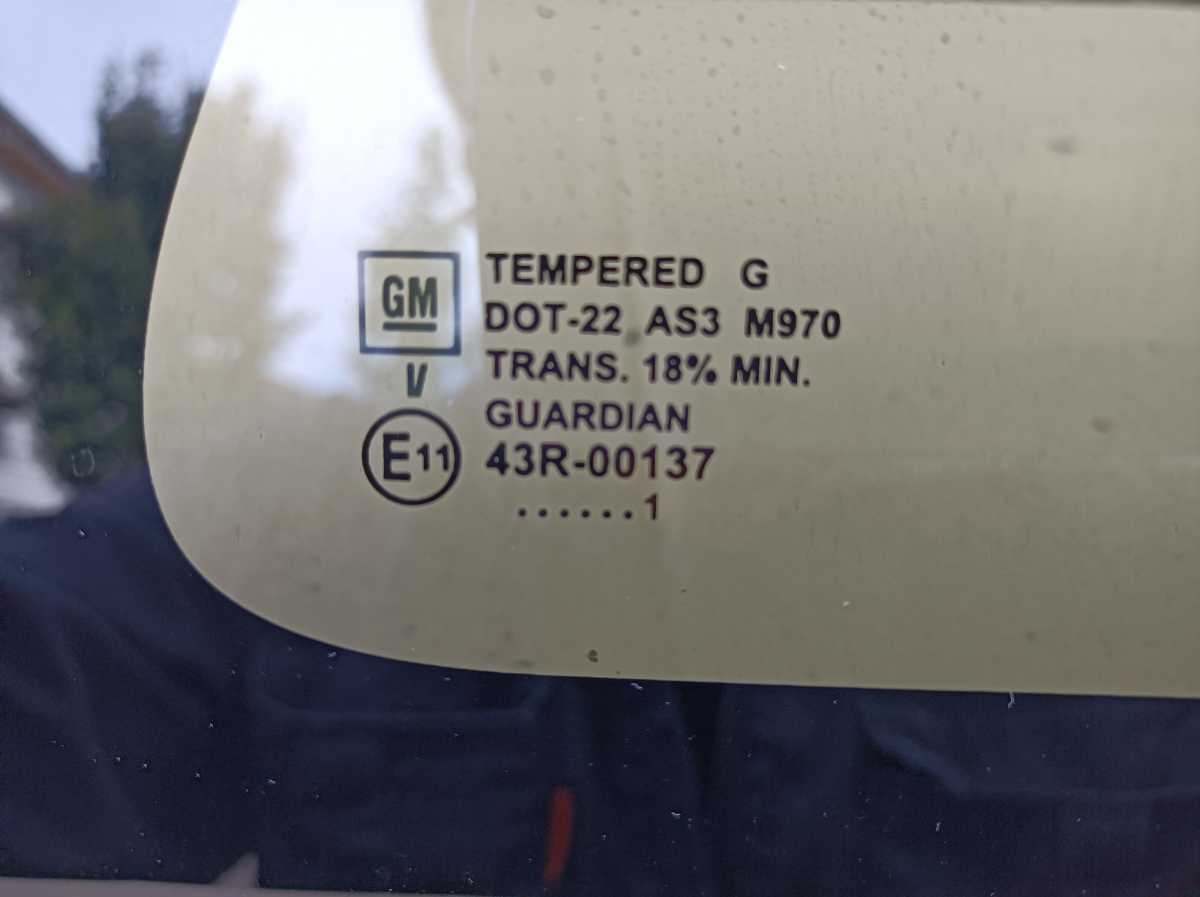 GM
V
E11
TEMPERED G
DOT-22 AS3 M970
TRANS. 18% MIN.
GUARDIAN
43R-00137
......1